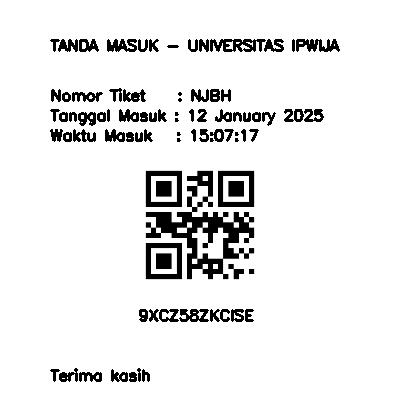 TANDA MASUK - UNIVERSITAS IPWIJA
Nomor Tiket : NJBH
Tanggal Masuk : 12 January 2025
Waktu Masuk : 15:07:17
9XCZ58ZKCISE
Terima kasih